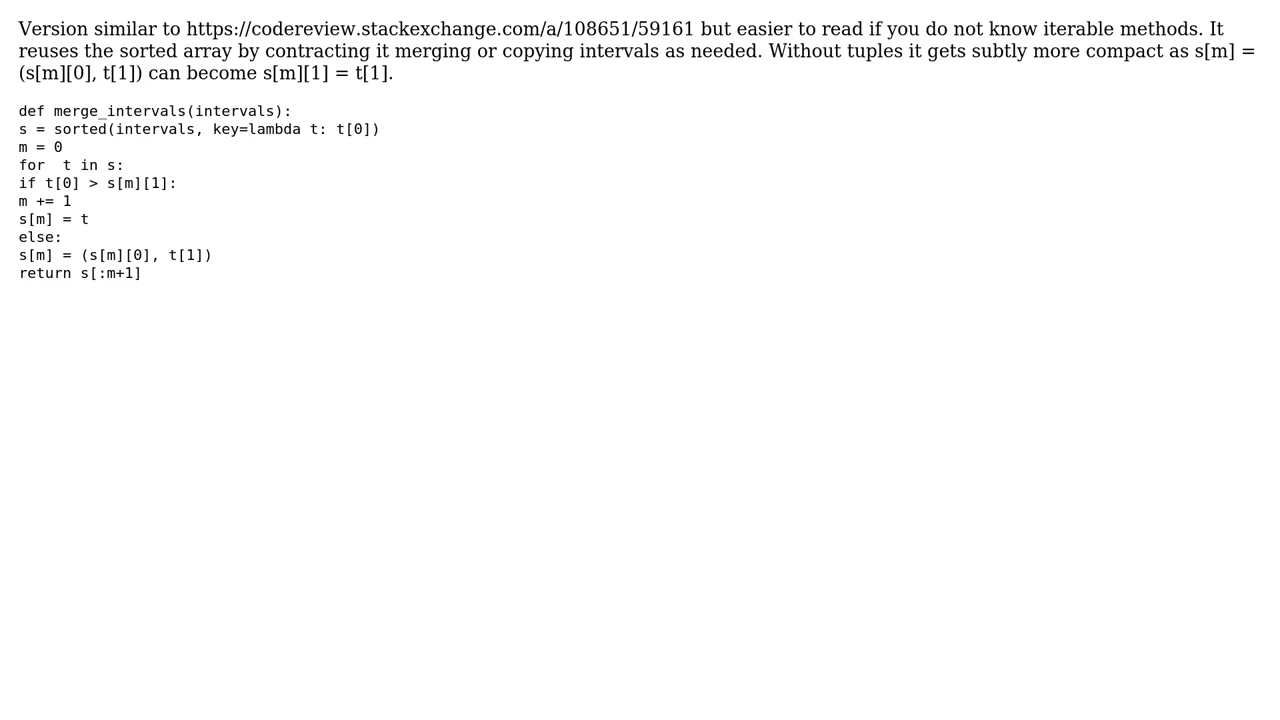 Version similar to https://codereview.stackexchange.com/a/108651/59161 but easier to read if you do not know iterable methods. It
reuses the sorted array by contracting it merging or copying intervals as needed. Without tuples it gets subtly more compact as s[m] =
(s[m][0], t[1]) can become s[m][1] = t[1].
def merge_intervals(intervals):
s = sorted(intervals, key=lambda t: t[0])
m = 0
for  t in s:
if t[0] > s[m][1]:
m += 1
s[m] = t
else:
s[m] = (s[m][0], t[1])
return s[:m+1]